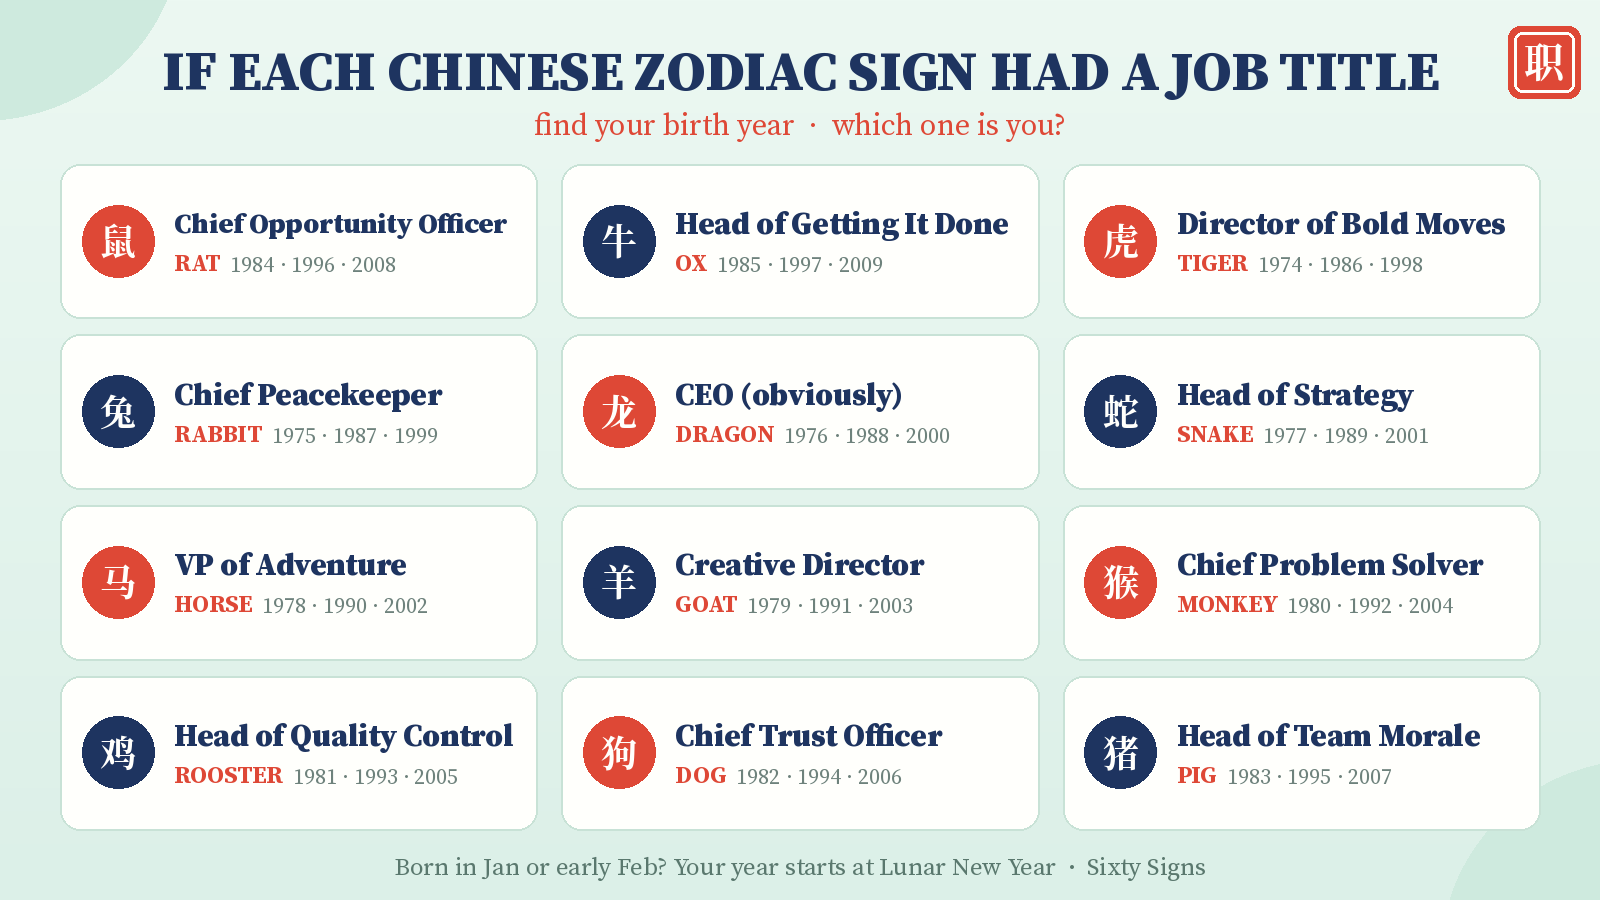 IF EACH CHINESE ZODIAC SIGN HAD A JOB TITLE
职
find your birth year · which one is you?
鼠
Chief Opportunity Officer
RAT 1984 · 1996 · 2008
牛
Head of Getting It Done
OX 1985 · 1997 · 2009
虎
Director of Bold Moves
TIGER 1974 · 1986 · 1998
兔
Chief Peacekeeper
RABBIT 1975 · 1987 · 1999
龙
CEO (obviously)
DRAGON 1976 · 1988 · 2000
蛇
Head of Strategy
SNAKE 1977 · 1989 · 2001
马
VP of Adventure
HORSE 1978 · 1990 · 2002
羊
Creative Director
GOAT 1979 · 1991 · 2003
猴
Chief Problem Solver
MONKEY 1980 · 1992 · 2004
鸡
Head of Quality Control
ROOSTER 1981 · 1993 · 2005
狗
Chief Trust Officer
DOG 1982 · 1994 · 2006
猪
Head of Team Morale
PIG 1983 · 1995 · 2007
Born in Jan or early Feb? Your year starts at Lunar New Year · Sixty Signs